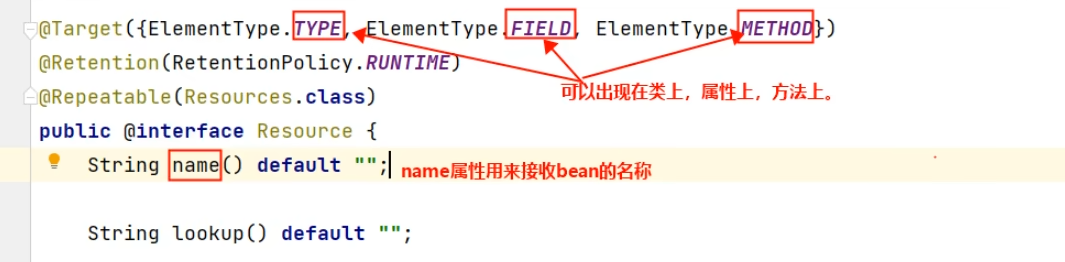 @Target({ElementType.TYPE, ElementType.FIELD, ElementType.METHOD})
@Retention(RetentionPolicy.RUNTIME)
可以出现在类上，属性上，方法上。
@Repeatable(Resources.class)
public @interface Resource {
String name() default "";
name属性用来接收bean的名称
String lookup() default "";